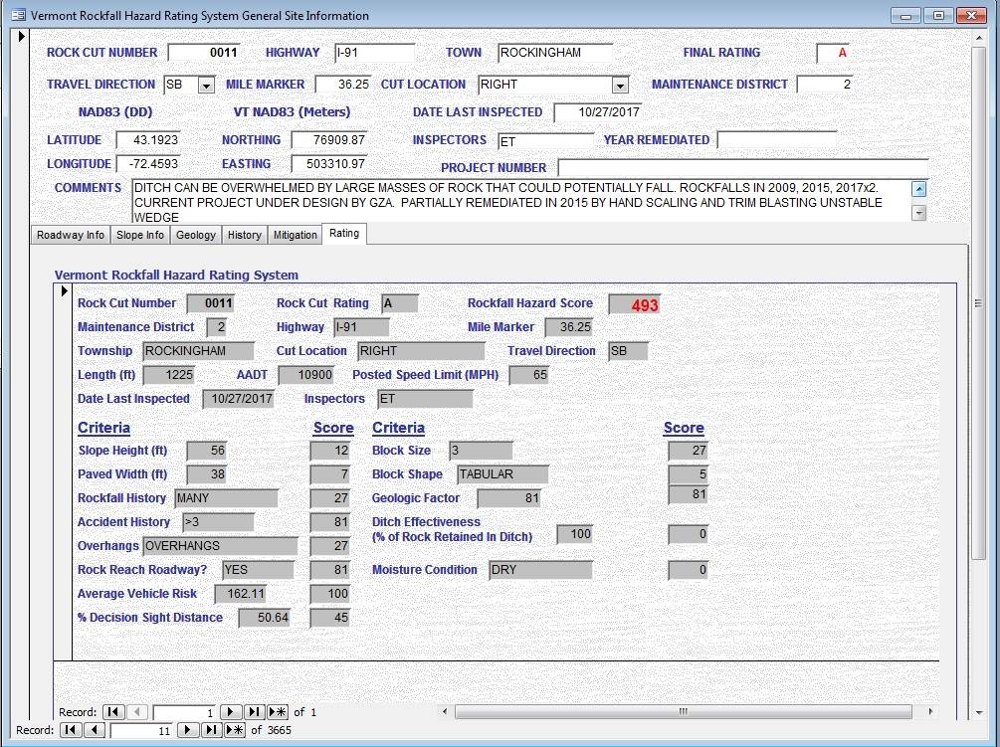 Vermont Rockfall Hazard Rating System General Site Information
ROCK CUT NUMBER 0011 HIGHWAY I-91 TOWN ROCKINGHAM FINAL RATING A
TRAVEL DIRECTION SB MILE MARKER 36.25 CUT LOCATION RIGHT MAINTENANCE DISTRICT 2
NAD83 (DD) VT NAD83 (Meters) DATE LAST INSPECTED 10/27/2017
LATITUDE 43.1923 NORTHING 76909.87 INSPECTORS ET YEAR REMEDIATED
LONGITUDE -72.4593 EASTING 503310.97 PROJECT NUMBER
COMMENTS DITCH CAN BE OVERWHELMED BY LARGE MASSES OF ROCK THAT COULD POTENTIALLY FALL. ROCKFALLS IN 2009, 2015, 2017x2.
CURRENT PROJECT UNDER DESIGN BY GZA. PARTIALLY REMEDIATED IN 2015 BY HAND SCALING AND TRIM BLASTING UNSTABLE
WEDGE
Roadway Info Slope Info Geology History Mitigation Rating
Vermont Rockfall Hazard Rating System
Rock Cut Number 0011 Rock Cut Rating A Rockfall Hazard Score 493
Maintenance District 2 Highway I-91 Mile Marker 36.25
Township ROCKINGHAM Cut Location RIGHT Travel Direction SB
Length (ft) 1225 AADT 10900 Posted Speed Limit (MPH) 65
Date Last Inspected 10/27/2017 Inspectors ET
Criteria Score Criteria Score
Slope Height (ft) 56 12 Block Size 3 27
Paved Width (ft) 38 7 Block Shape TABULAR 5
Rockfall History MANY 27 Geologic Factor 81 81
Accident History >3 81 Ditch Effectiveness
(% of Rock Retained In Ditch) 100 0
Overhangs OVERHANGS 27
Rock Reach Roadway? YES 81 Moisture Condition DRY 0
Average Vehicle Risk 162.11 100
% Decision Sight Distance 50.64 45
Record: 1 of 1
Record: 11 of 3665